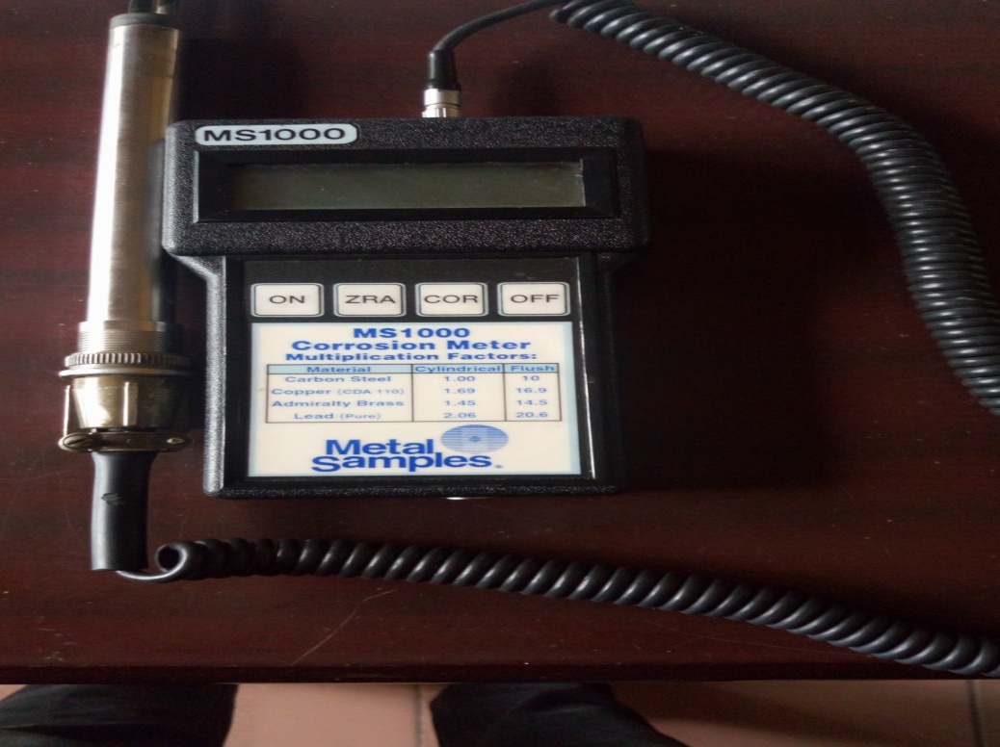 MS1000
ON ZRA COR OFF
MS1000
Corrosion Meter
Multiplication Factors:
Material Cylindrical Flush
Carbon Steel 1.00 10
Copper (CDA 110) 1.69 16.9
Admiralty Brass 1.45 14.5
Lead (Pure) 2.06 20.6
Metal
Samples